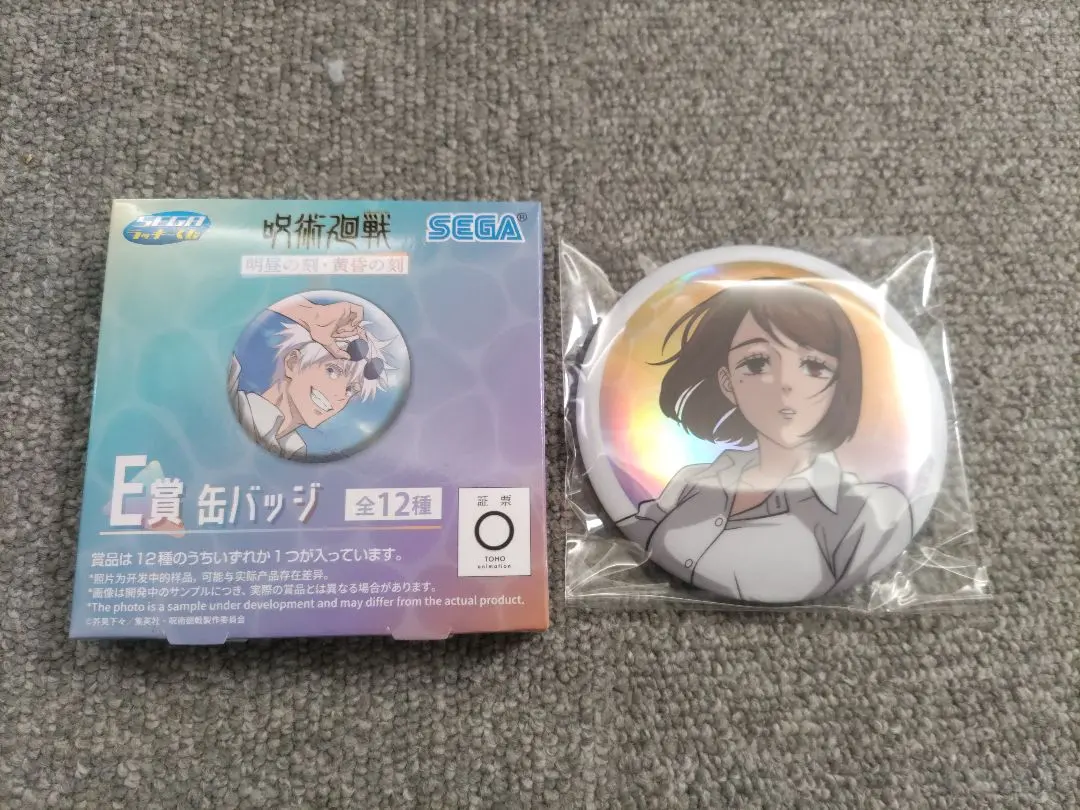 SEGA
ラッキーくじ
呪術廻戦
SEGA®
明昼の刻・黄昏の刻
E賞 缶バッジ 全12種
証票
TOHO
animation
賞品は12種のうちいずれか1つが入っています。
*照片为开发中的样品，可能与实际产品存在差异。
*画像は開発中のサンプルにつき、実際の賞品とは異なる場合があります。
*The photo is a sample under development and may differ from the actual product.
©芥見下々／集英社・呪術廻戦製作委員会